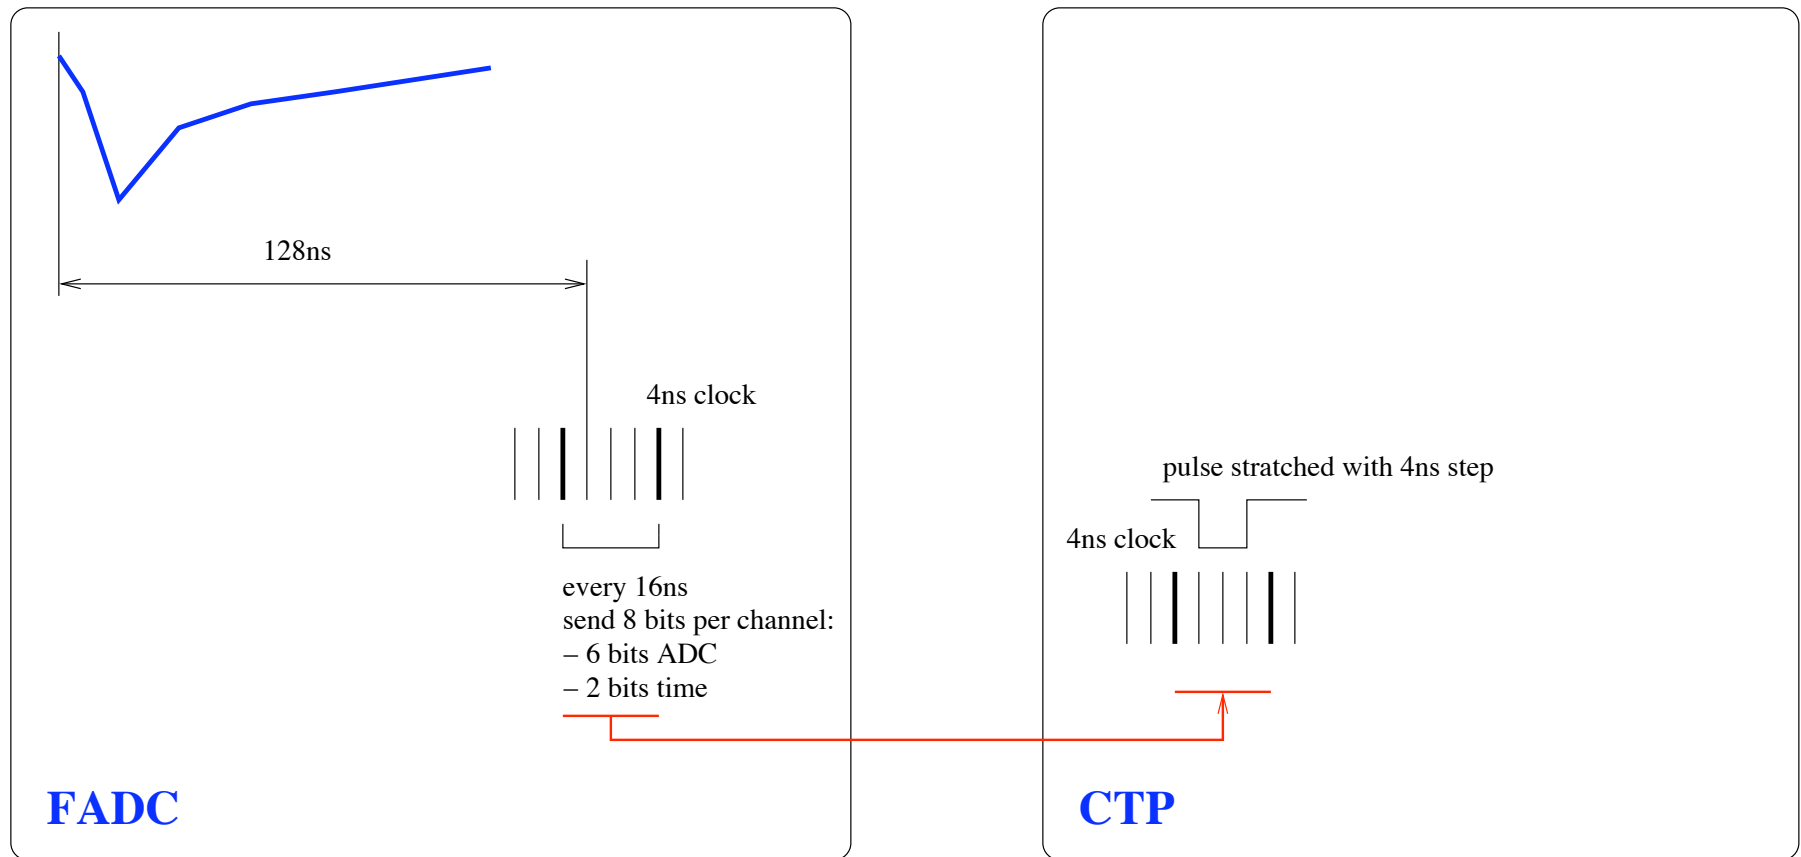 128ns
4ns clock
every 16ns
send 8 bits per channel:
– 6 bits ADC
– 2 bits time
FADC
pulse stratched with 4ns step
4ns clock
CTP